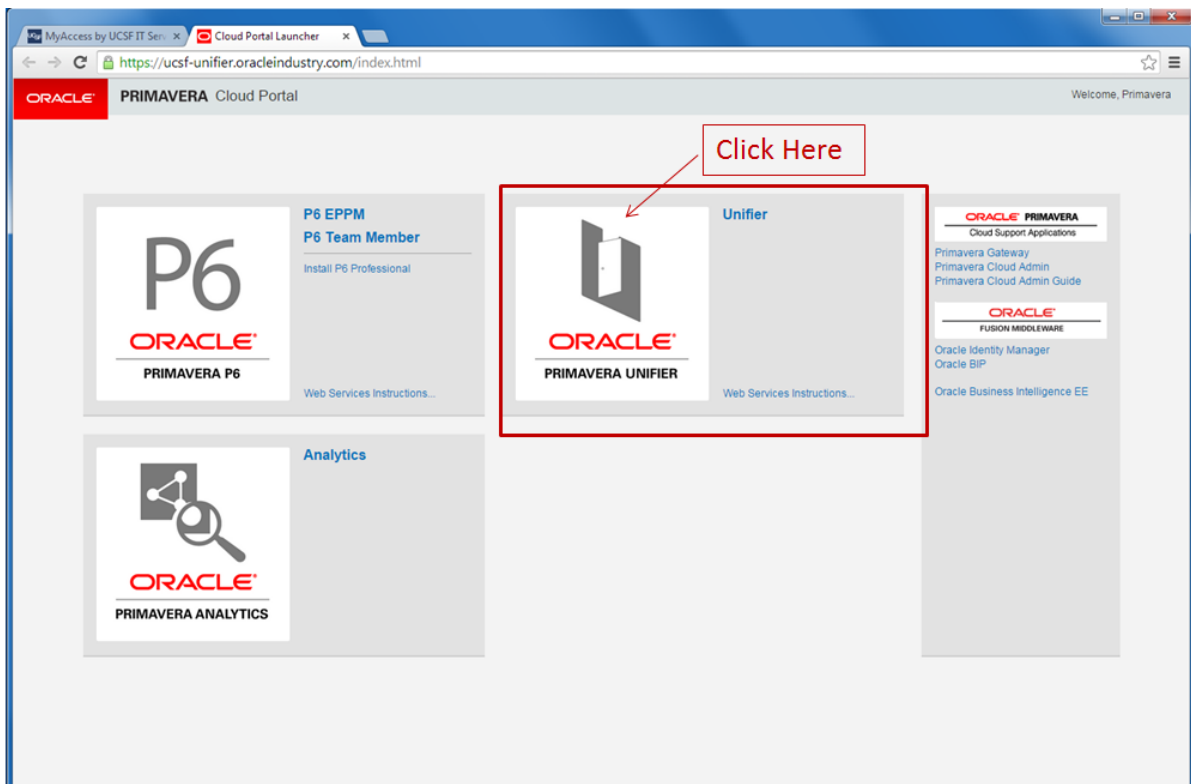 MyAccess by UCSF IT Serv
Cloud Portal Launcher
https://ucsf-unifier.oracleindustry.com/index.html
ORACLE PRIMAVERA Cloud Portal
Welcome, Primavera
Click Here
P6
ORACLE
PRIMAVERA P6
P6 EPPM
P6 Team Member
Install P6 Professional
Web Services Instructions...
ORACLE
PRIMAVERA UNIFIER
Unifier
Web Services Instructions...
ORACLE PRIMAVERA
Cloud Support Applications
Primavera Gateway
Primavera Cloud Admin
Primavera Cloud Admin Guide
ORACLE
FUSION MIDDLEWARE
Oracle Identity Manager
Oracle BIP
Oracle Business Intelligence EE
ORACLE
PRIMAVERA ANALYTICS
Analytics